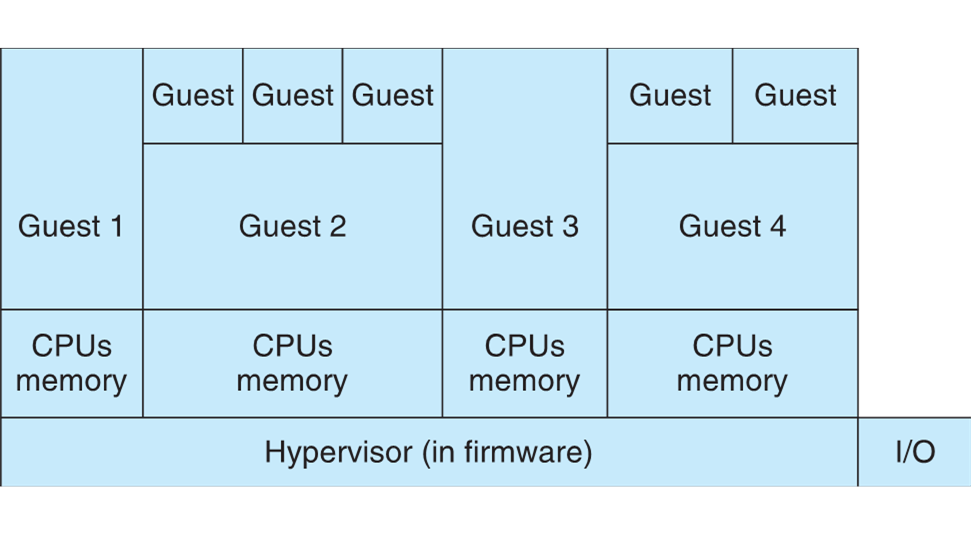 Guest Guest Guest Guest Guest
Guest 1 Guest 2 Guest 3 Guest 4
CPUs CPUs CPUs CPUs
memory memory memory memory
Hypervisor (in firmware) I/O